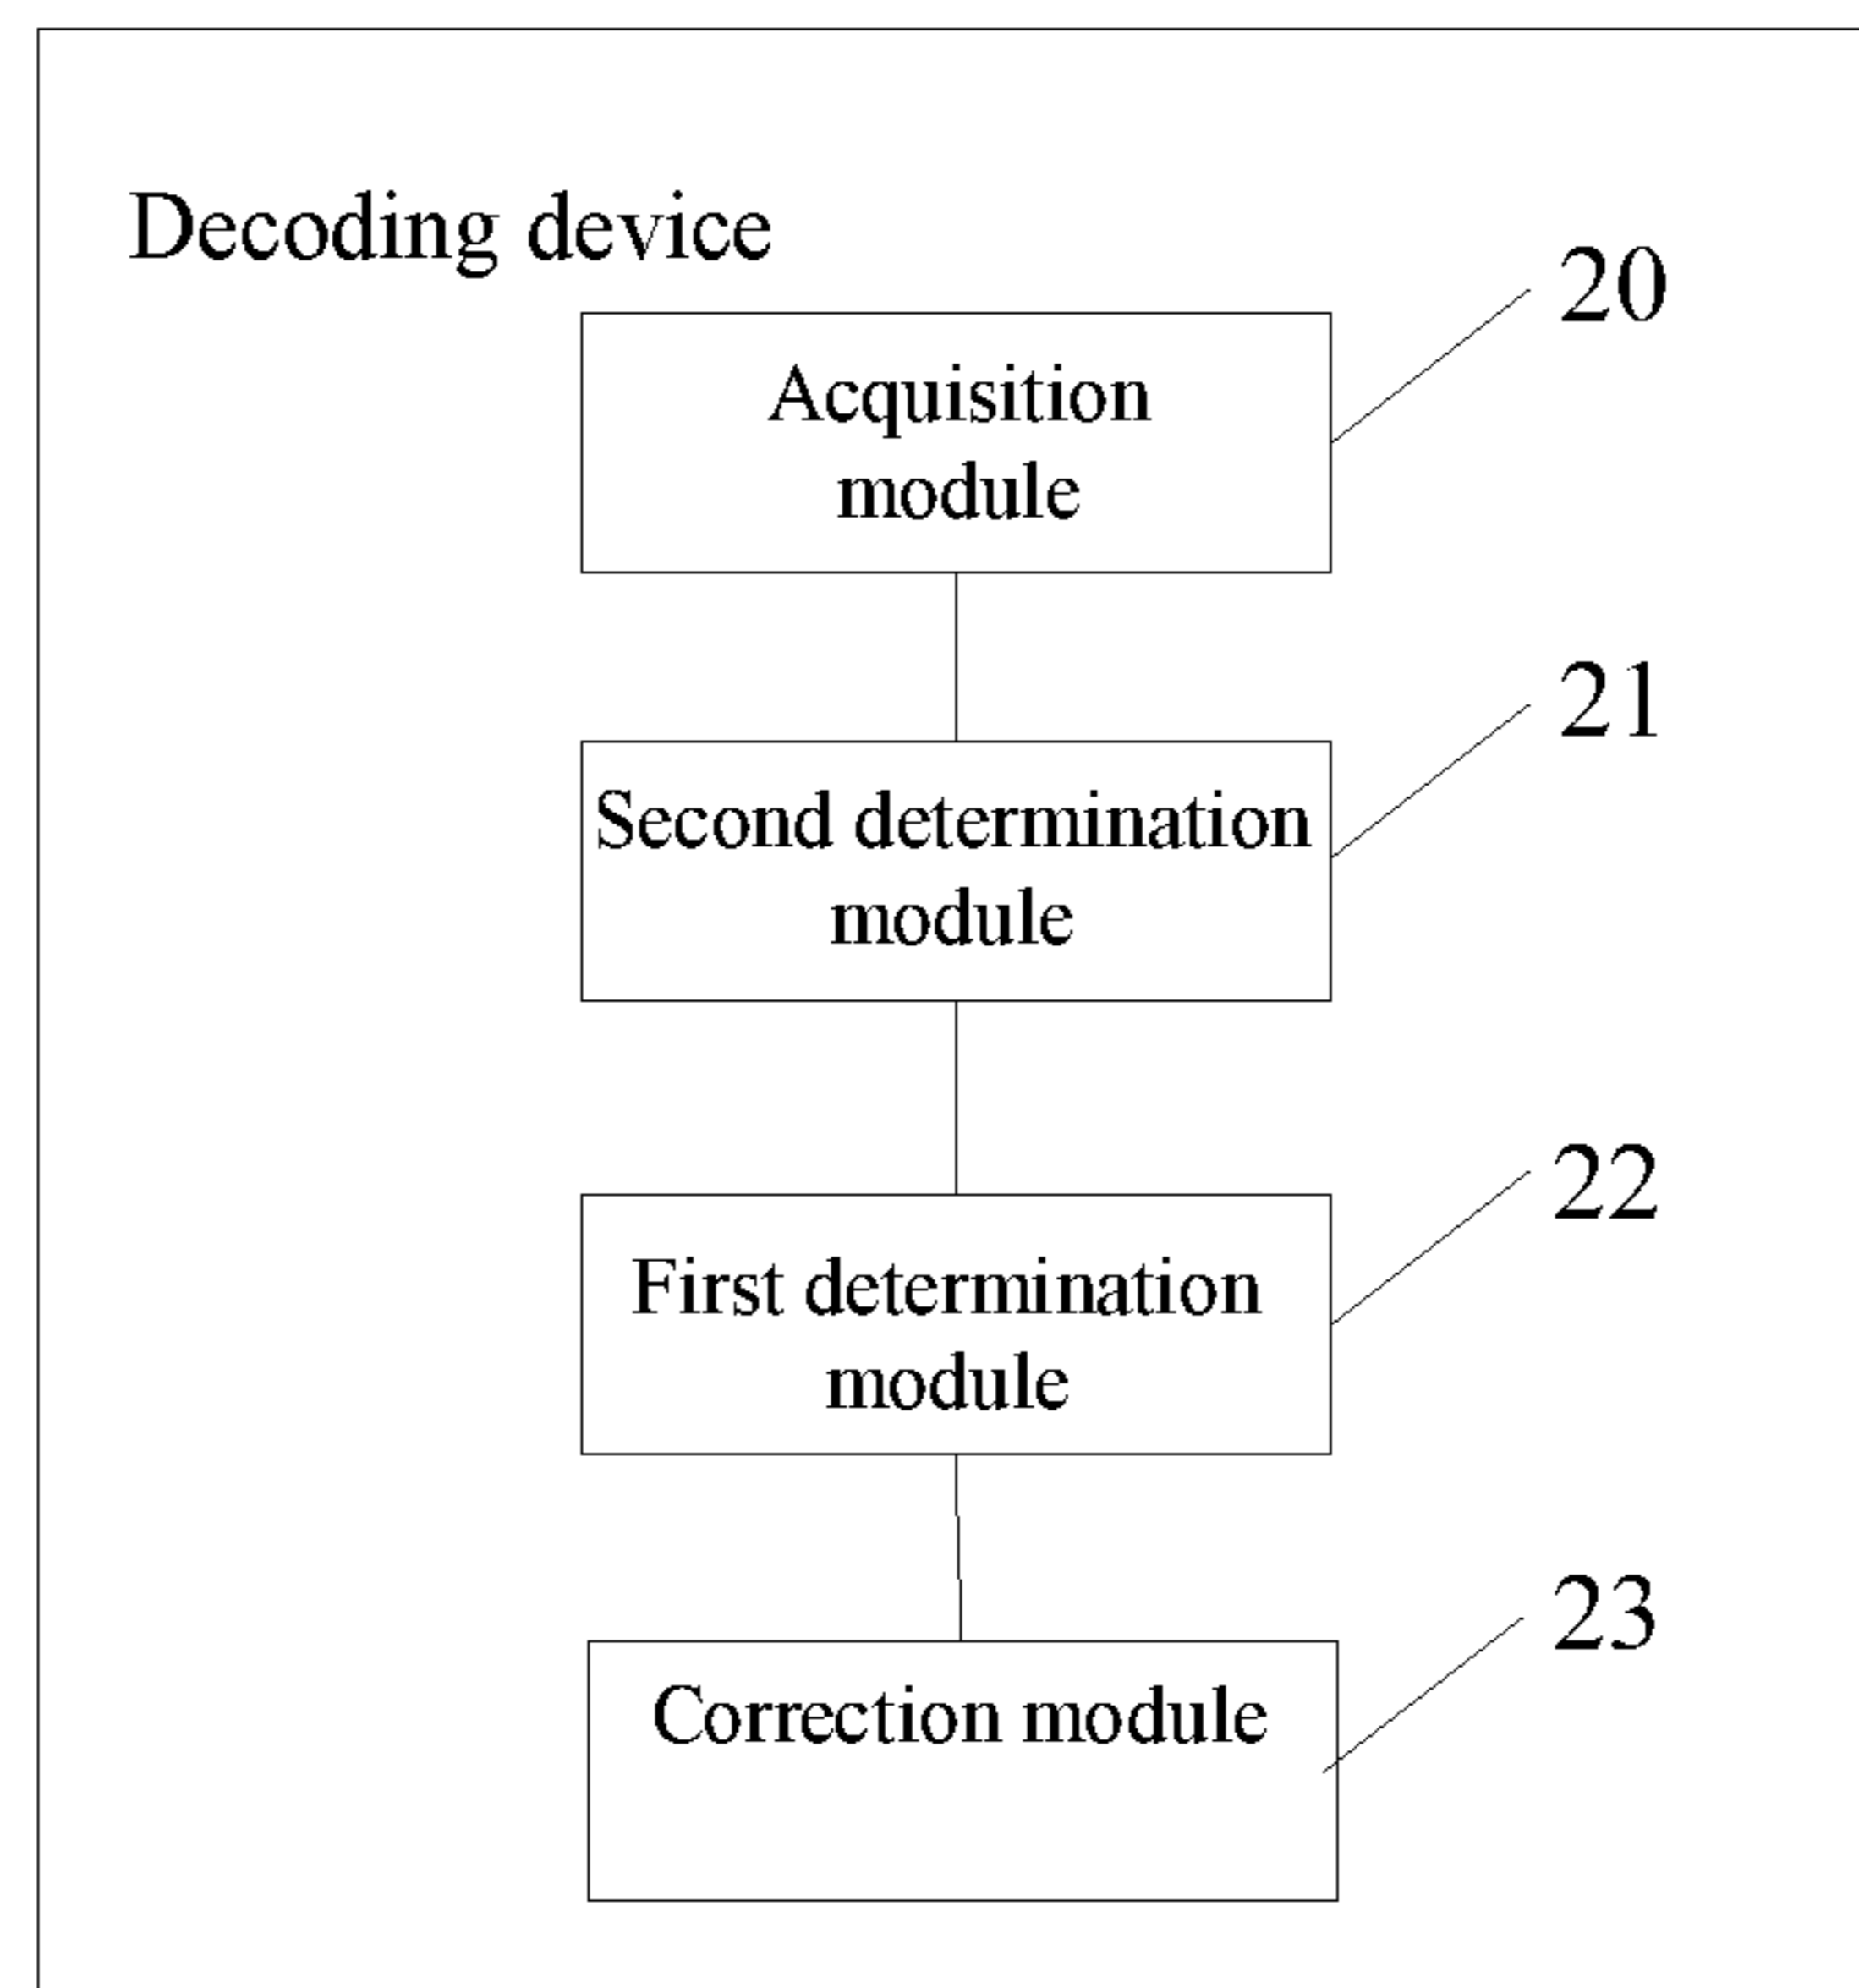 Decoding device
20
Acquisition
module
21
Second determination
module
22
First determination
module
23
Correction module